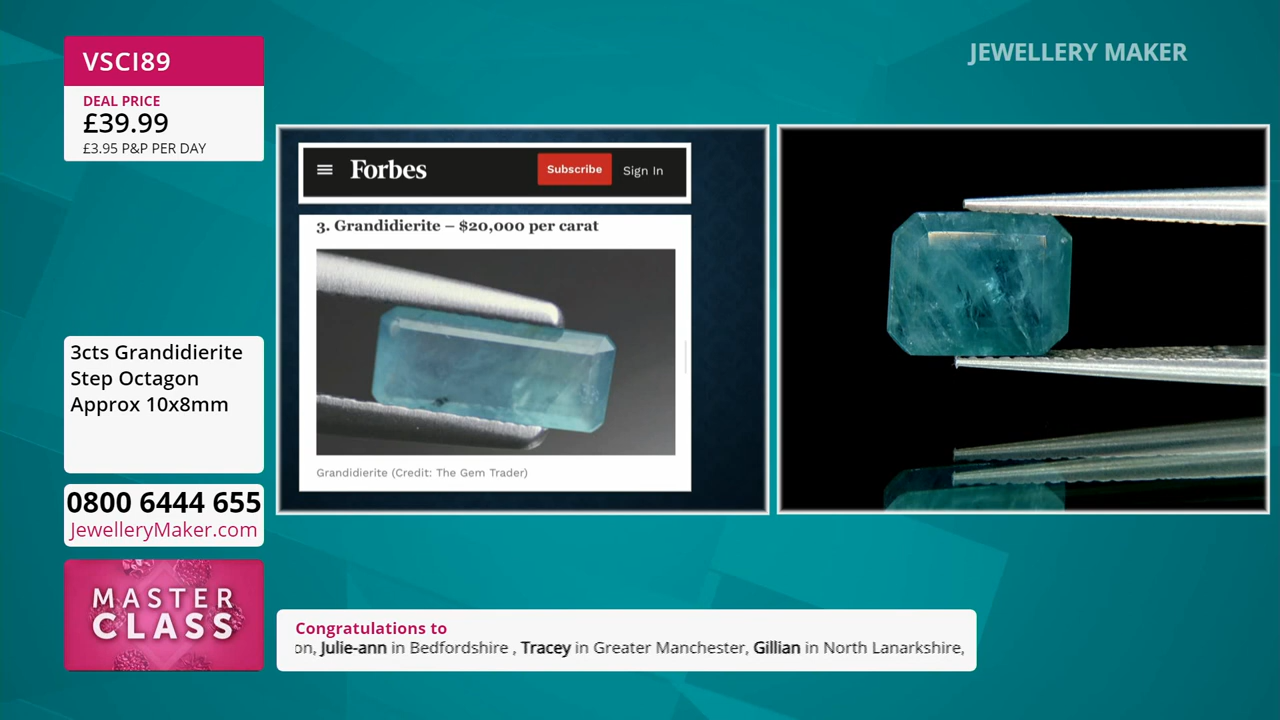 VSCI89
DEAL PRICE
£39.99
£3.95 P&P PER DAY
JEWELLERY MAKER
Forbes
Subscribe
Sign In
3. Grandidierite – $20,000 per carat
Grandidierite (Credit: The Gem Trader)
3cts Grandidierite
Step Octagon
Approx 10x8mm
0800 6444 655
JewelleryMaker.com
MASTER
CLASS
Congratulations to
on, Julie-ann in Bedfordshire , Tracey in Greater Manchester, Gillian in North Lanarkshire,